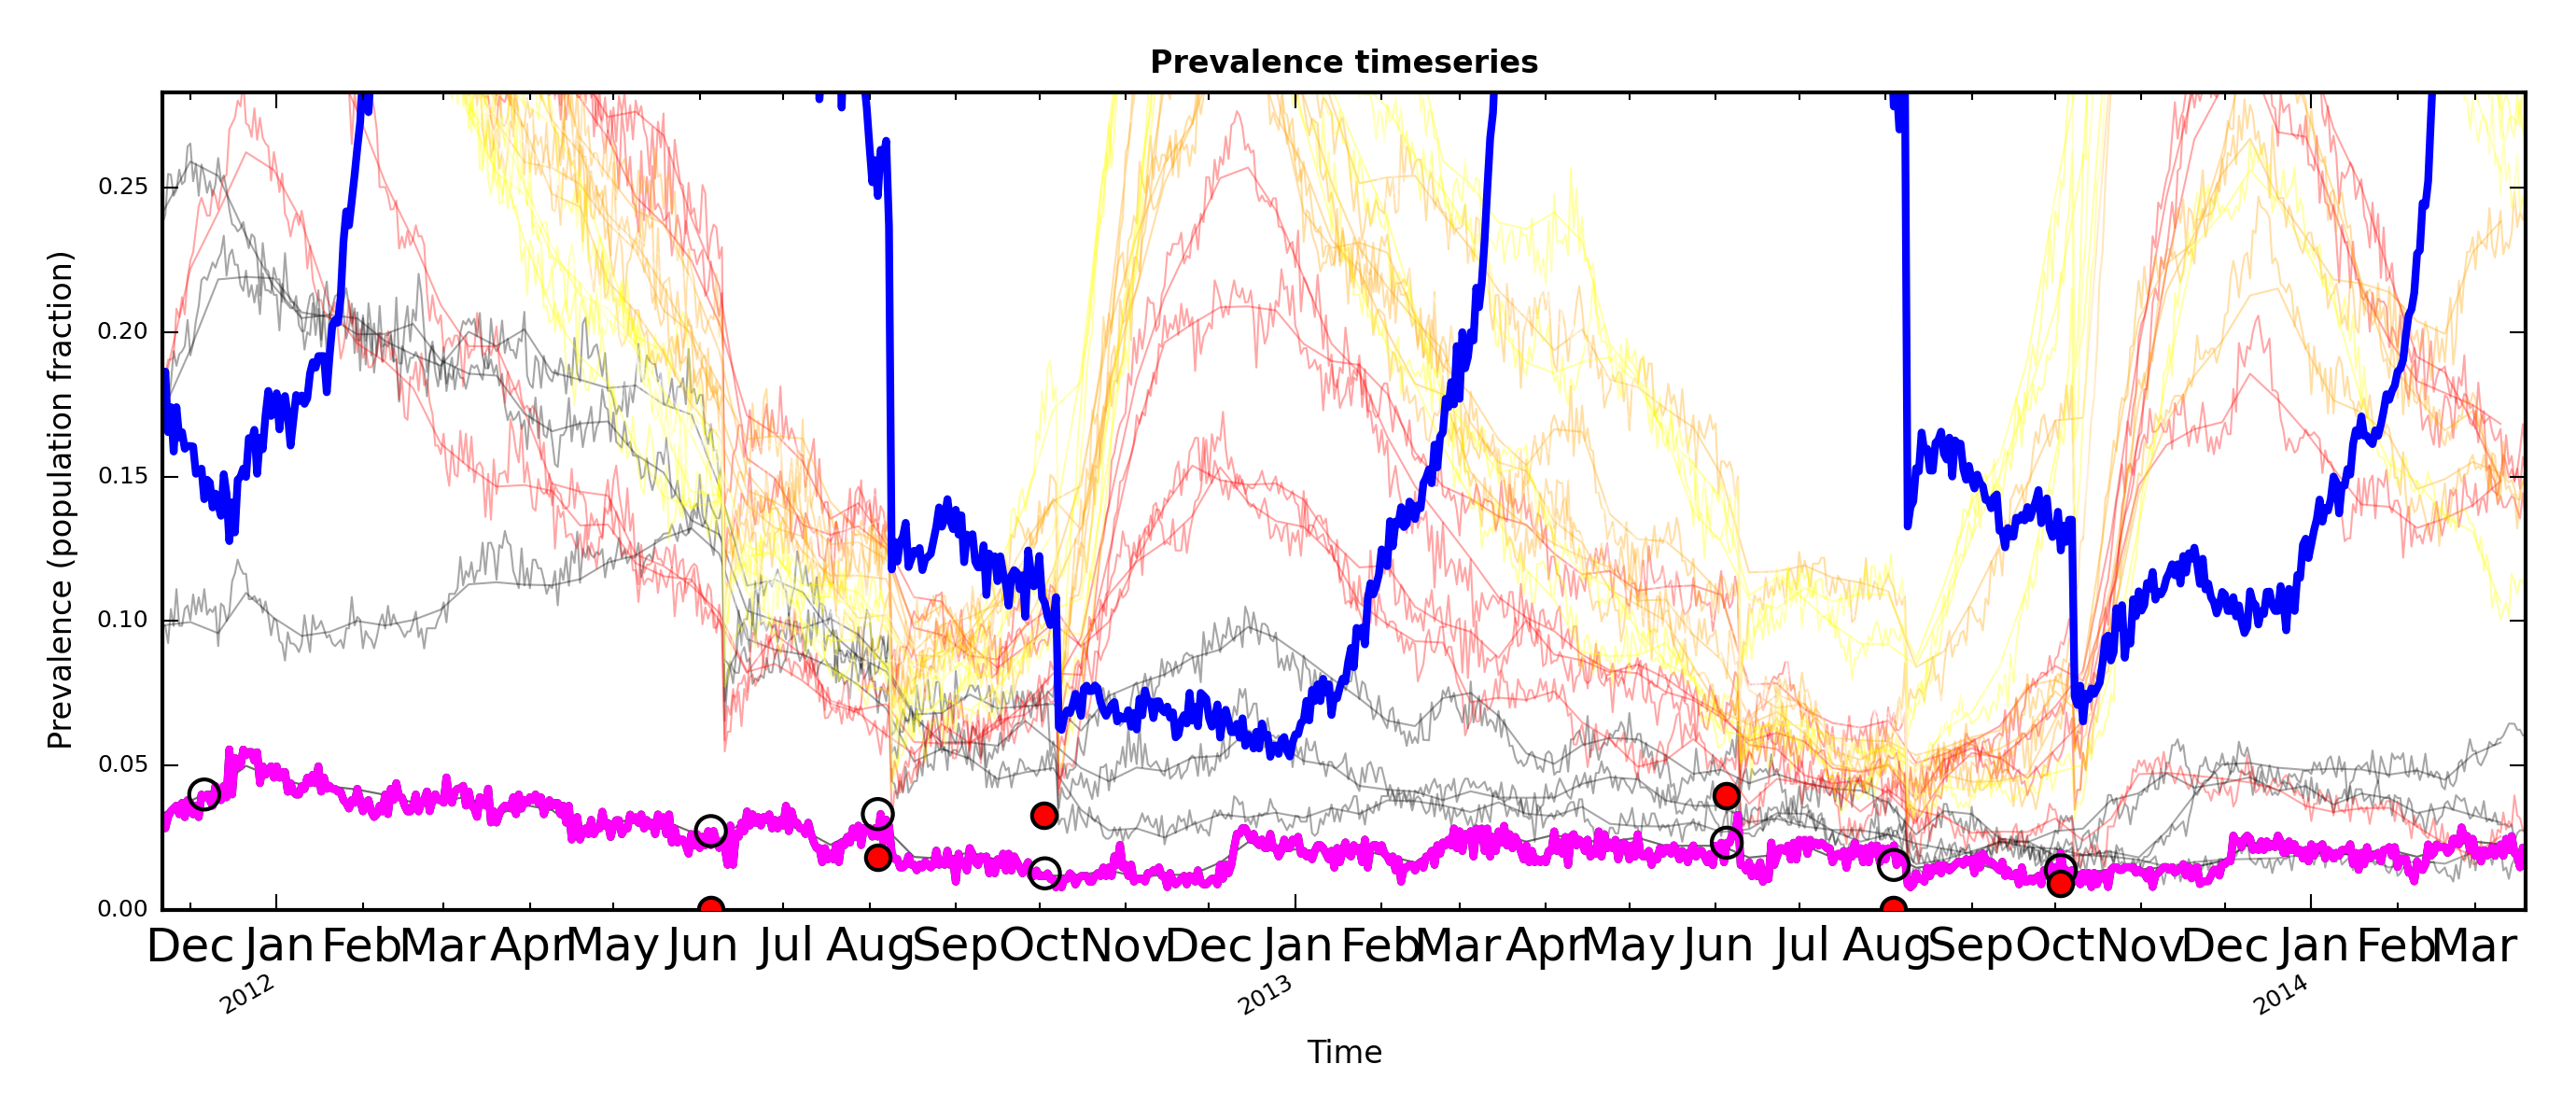 Prevalence timeseries
Prevalence (population fraction)
0.25
0.20
0.15
0.10
0.05
0.00
Dec Jan Feb Mar Apr May Jun Jul Aug Sep Oct Nov Dec Jan Feb Mar Apr May Jun Jul Aug Sep Oct Nov Dec Jan Feb Mar
2012 2013 2014
Time